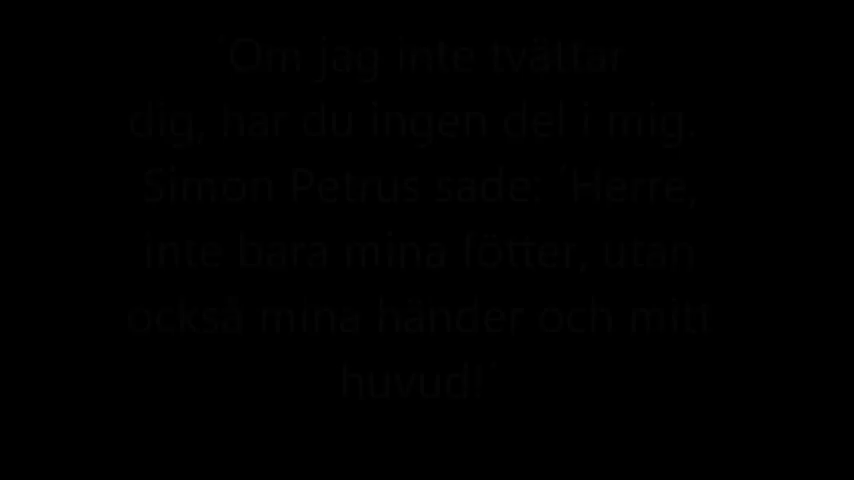 ´Om jag inte tvättar
dig, har du ingen del i mig.
Simon Petrus sade: ´Herre,
inte bara mina fötter, utan
också mina händer och mitt
huvud!´